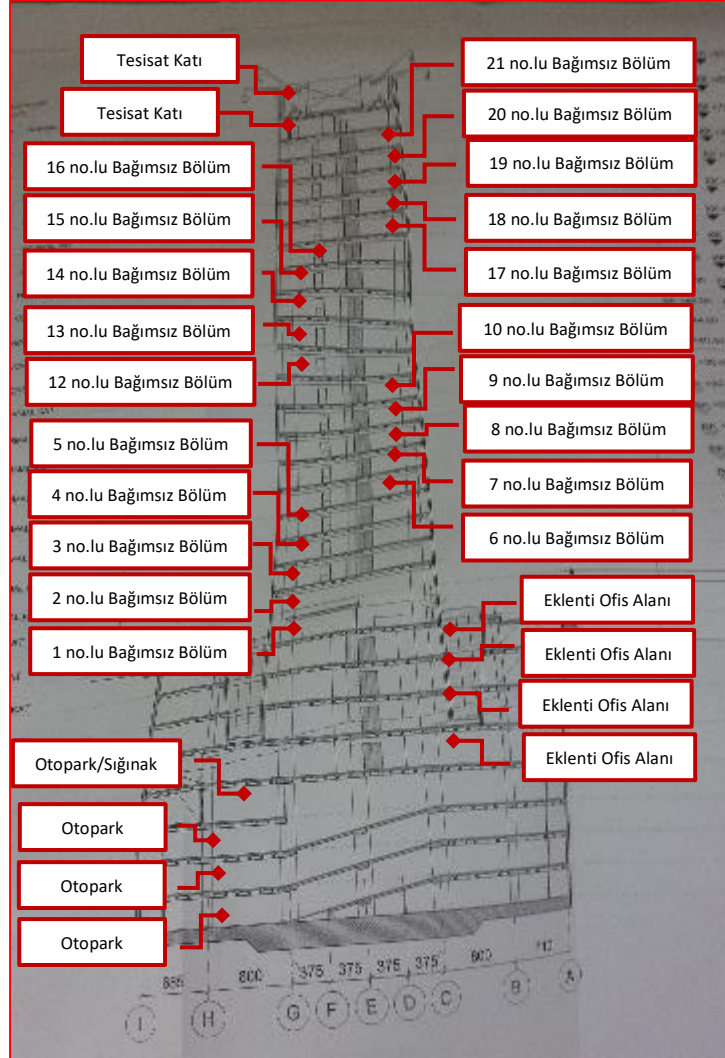 Tesisat Katı
Tesisat Katı
16 no.lu Bağımsız Bölüm
15 no.lu Bağımsız Bölüm
14 no.lu Bağımsız Bölüm
13 no.lu Bağımsız Bölüm
12 no.lu Bağımsız Bölüm
5 no.lu Bağımsız Bölüm
4 no.lu Bağımsız Bölüm
3 no.lu Bağımsız Bölüm
2 no.lu Bağımsız Bölüm
1 no.lu Bağımsız Bölüm
Otopark/Sığınak
Otopark
Otopark
Otopark
21 no.lu Bağımsız Bölüm
20 no.lu Bağımsız Bölüm
19 no.lu Bağımsız Bölüm
18 no.lu Bağımsız Bölüm
17 no.lu Bağımsız Bölüm
10 no.lu Bağımsız Bölüm
9 no.lu Bağımsız Bölüm
8 no.lu Bağımsız Bölüm
7 no.lu Bağımsız Bölüm
6 no.lu Bağımsız Bölüm
Eklenti Ofis Alanı
Eklenti Ofis Alanı
Eklenti Ofis Alanı
Eklenti Ofis Alanı
800 375 375 375 375 800
I H G F E D C B A